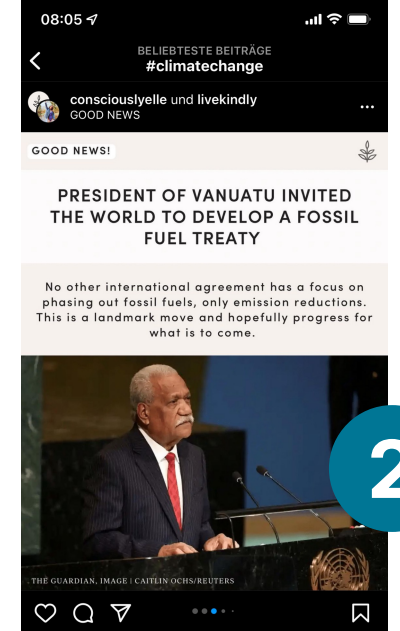 08:05
BELIEBTESTE BEITRÄGE
#climatechange
consciouslyelle und livekindly
GOOD NEWS
GOOD NEWS!
PRESIDENT OF VANUATU INVITED
THE WORLD TO DEVELOP A FOSSIL
FUEL TREATY
No other international agreement has a focus on
phasing out fossil fuels, only emission reductions.
This is a landmark move and hopefully progress for
what is to come.
2
THE GUARDIAN, IMAGE | CAITLIN OCHS/REUTERS